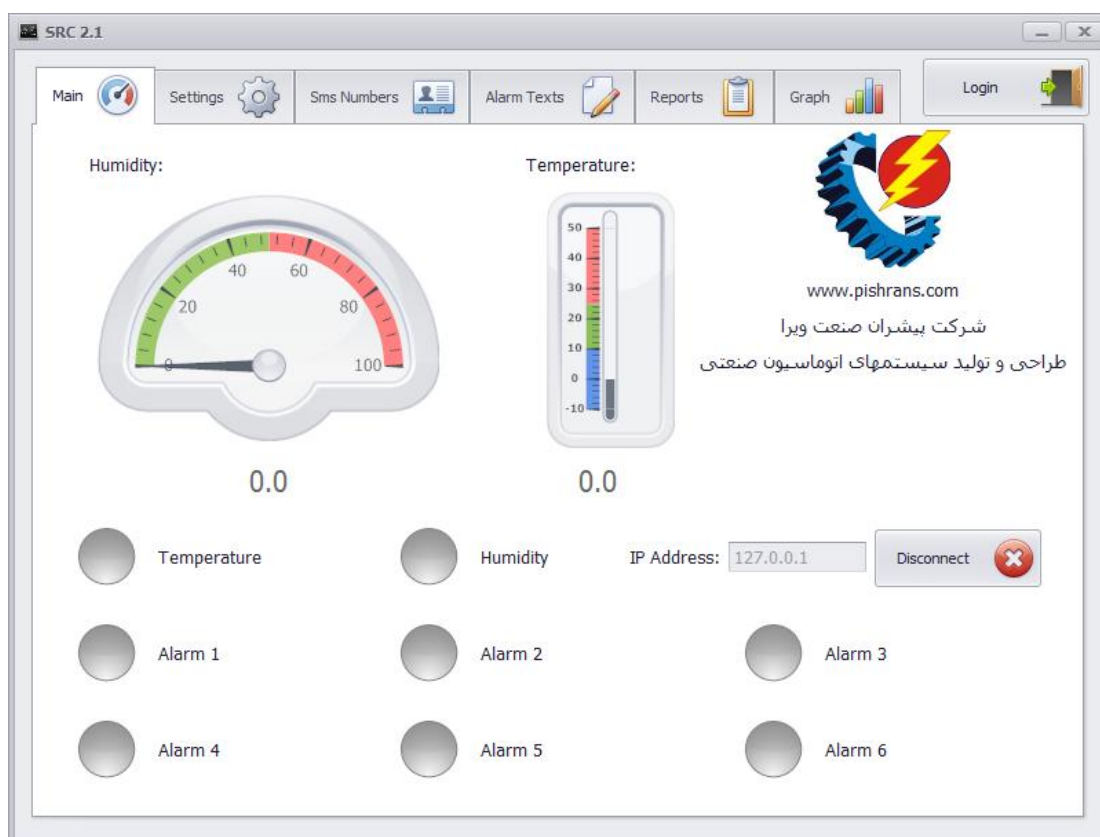 SRC 2.1
Main Settings Sms Numbers Alarm Texts Reports Graph Login
Humidity:
0 20 40 60 80 100
0.0
Temperature:
50
40
30
20
10
0
-10
0.0
www.pishrans.com
شرکت پیشران صنعت ویرا
طراحی و تولید سیستمهای اتوماسیون صنعتی
Temperature Humidity IP Address: 127.0.0.1 Disconnect
Alarm 1 Alarm 2 Alarm 3
Alarm 4 Alarm 5 Alarm 6